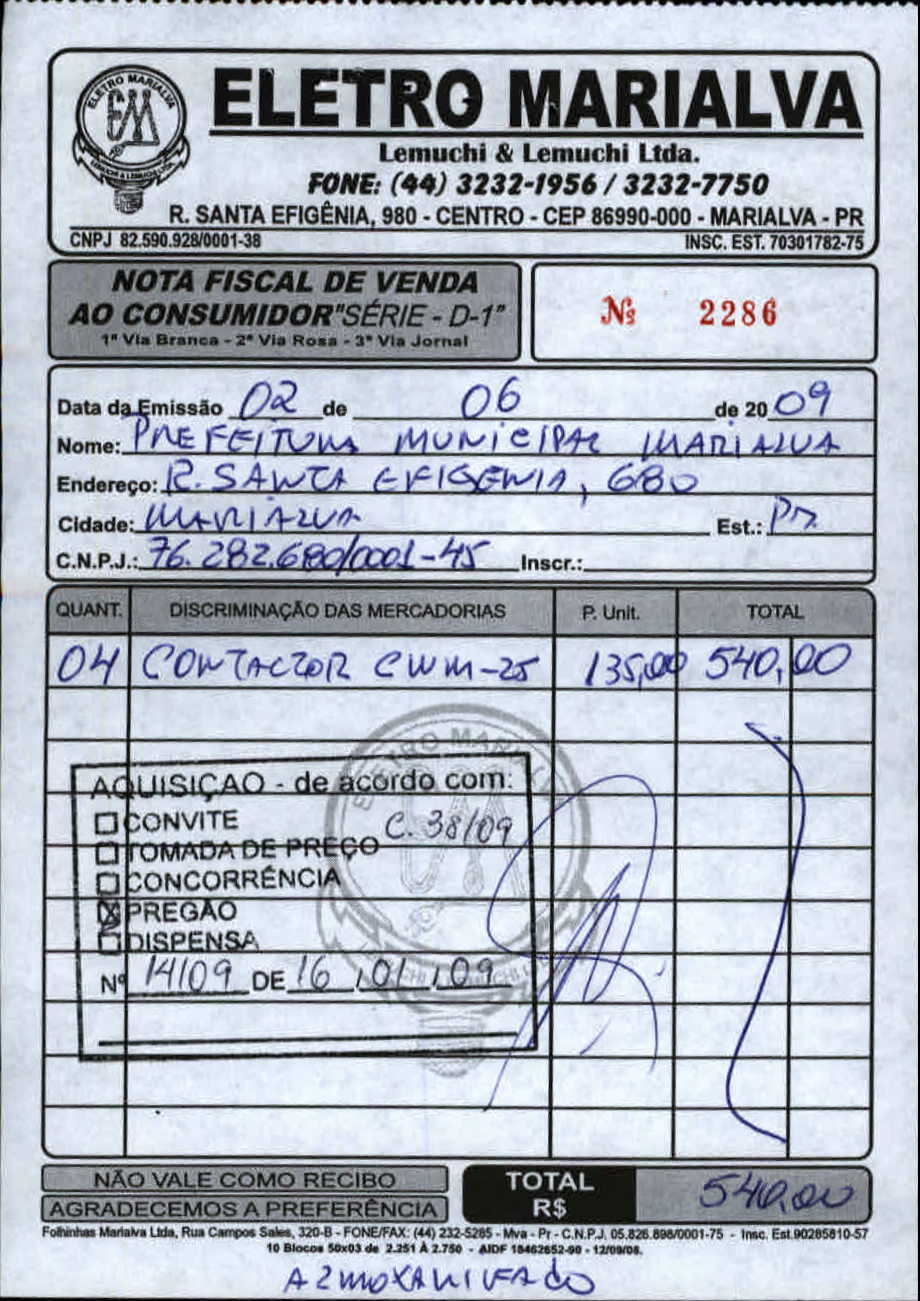 ELETRO MARIALVA
EM
LEMUCHI & LEMUCHI LTDA.
ELETRO MARIALVA
Lemuchi & Lemuchi Ltda.
FONE: (44) 3232-1956 / 3232-7750
R. SANTA EFIGÊNIA, 980 - CENTRO - CEP 86990-000 - MARIALVA - PR
CNPJ 82.590.928/0001-38 INSC. EST. 70301782-75
NOTA FISCAL DE VENDA
AO CONSUMIDOR "SÉRIE - D-1"
1ª Via Branca - 2ª Via Rosa - 3ª Via Jornal
Nº 2286
Data da Emissão 02 de 06 de 2009
Nome: PREFEITURA MUNICIPAL MARIALVA
Endereço: R. SANTA EFIGENIA, 680
Cidade: MARIALVA Est.: Pr
C.N.P.J.: 76.282.680/0001-45 Inscr.:
QUANT. DISCRIMINAÇÃO DAS MERCADORIAS P. Unit. TOTAL
04 CONTACTOR CWM-25 135,00 540,00
AQUISIÇAO - de acordo com:
CONVITE C. 38/09
TOMADA DE PREÇO
CONCORRÊNCIA
X PREGÃO
DISPENSA
Nº 14/09 DE 16 / 01 / 09
NÃO VALE COMO RECIBO
AGRADECEMOS A PREFERÊNCIA
TOTAL R$ 540,00
Folhinhas Marialva Ltda, Rua Campos Sales, 320-B - FONE/FAX: (44) 232-5285 - Mva - Pr - C.N.P.J. 05.826.898/0001-75 - Insc. Est.90285810-57
10 Blocos 50x03 de 2.251 À 2.750 - AIDF 18462652-90 - 12/09/08.
ALMOXARIFADO